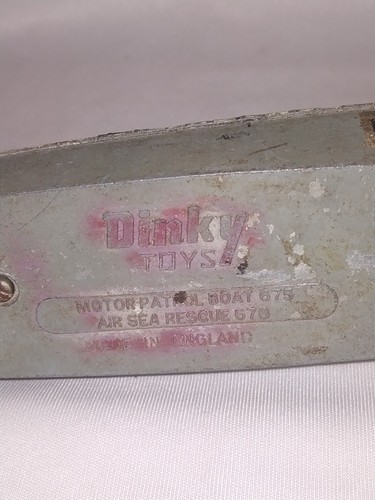 Dinky
TOYS
MOTOR PATROL BOAT 675
AIR SEA RESCUE 678
MADE IN ENGLAND